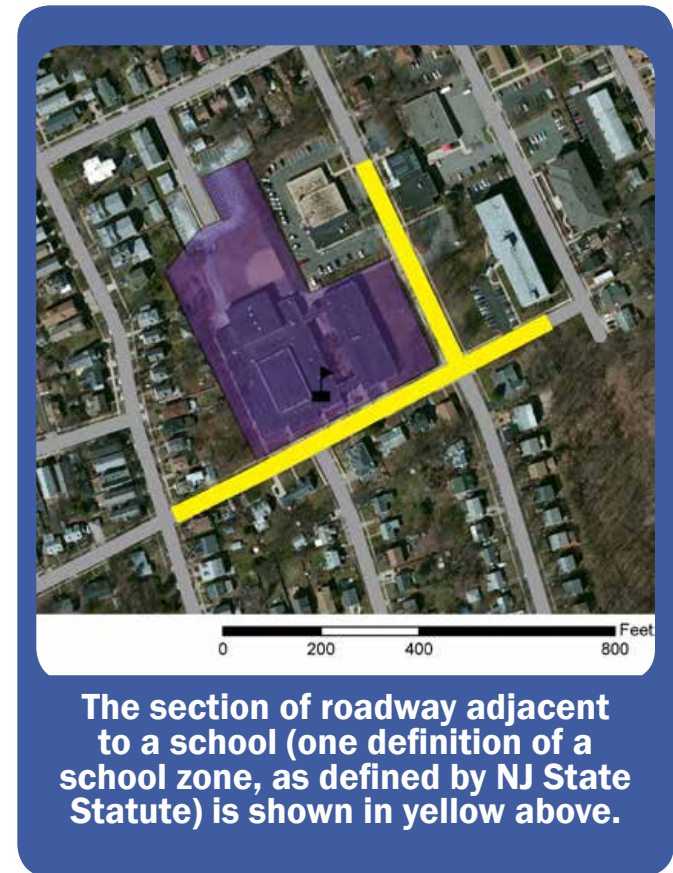 Feet
0 200 400 800
The section of roadway adjacent
to a school (one definition of a
school zone, as defined by NJ State
Statute) is shown in yellow above.